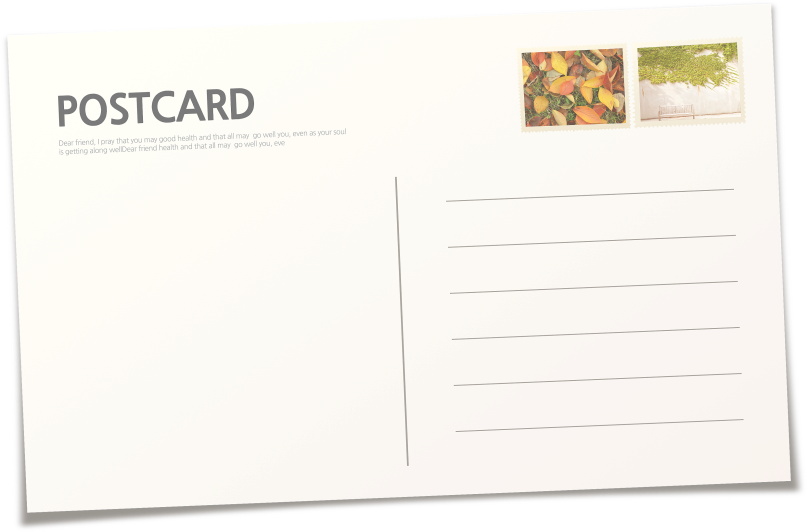 POSTCARD
Dear friend, I pray that you may good health and that all may go well you, even as your soul
is getting along wellDear friend health and that all may go well you, eve